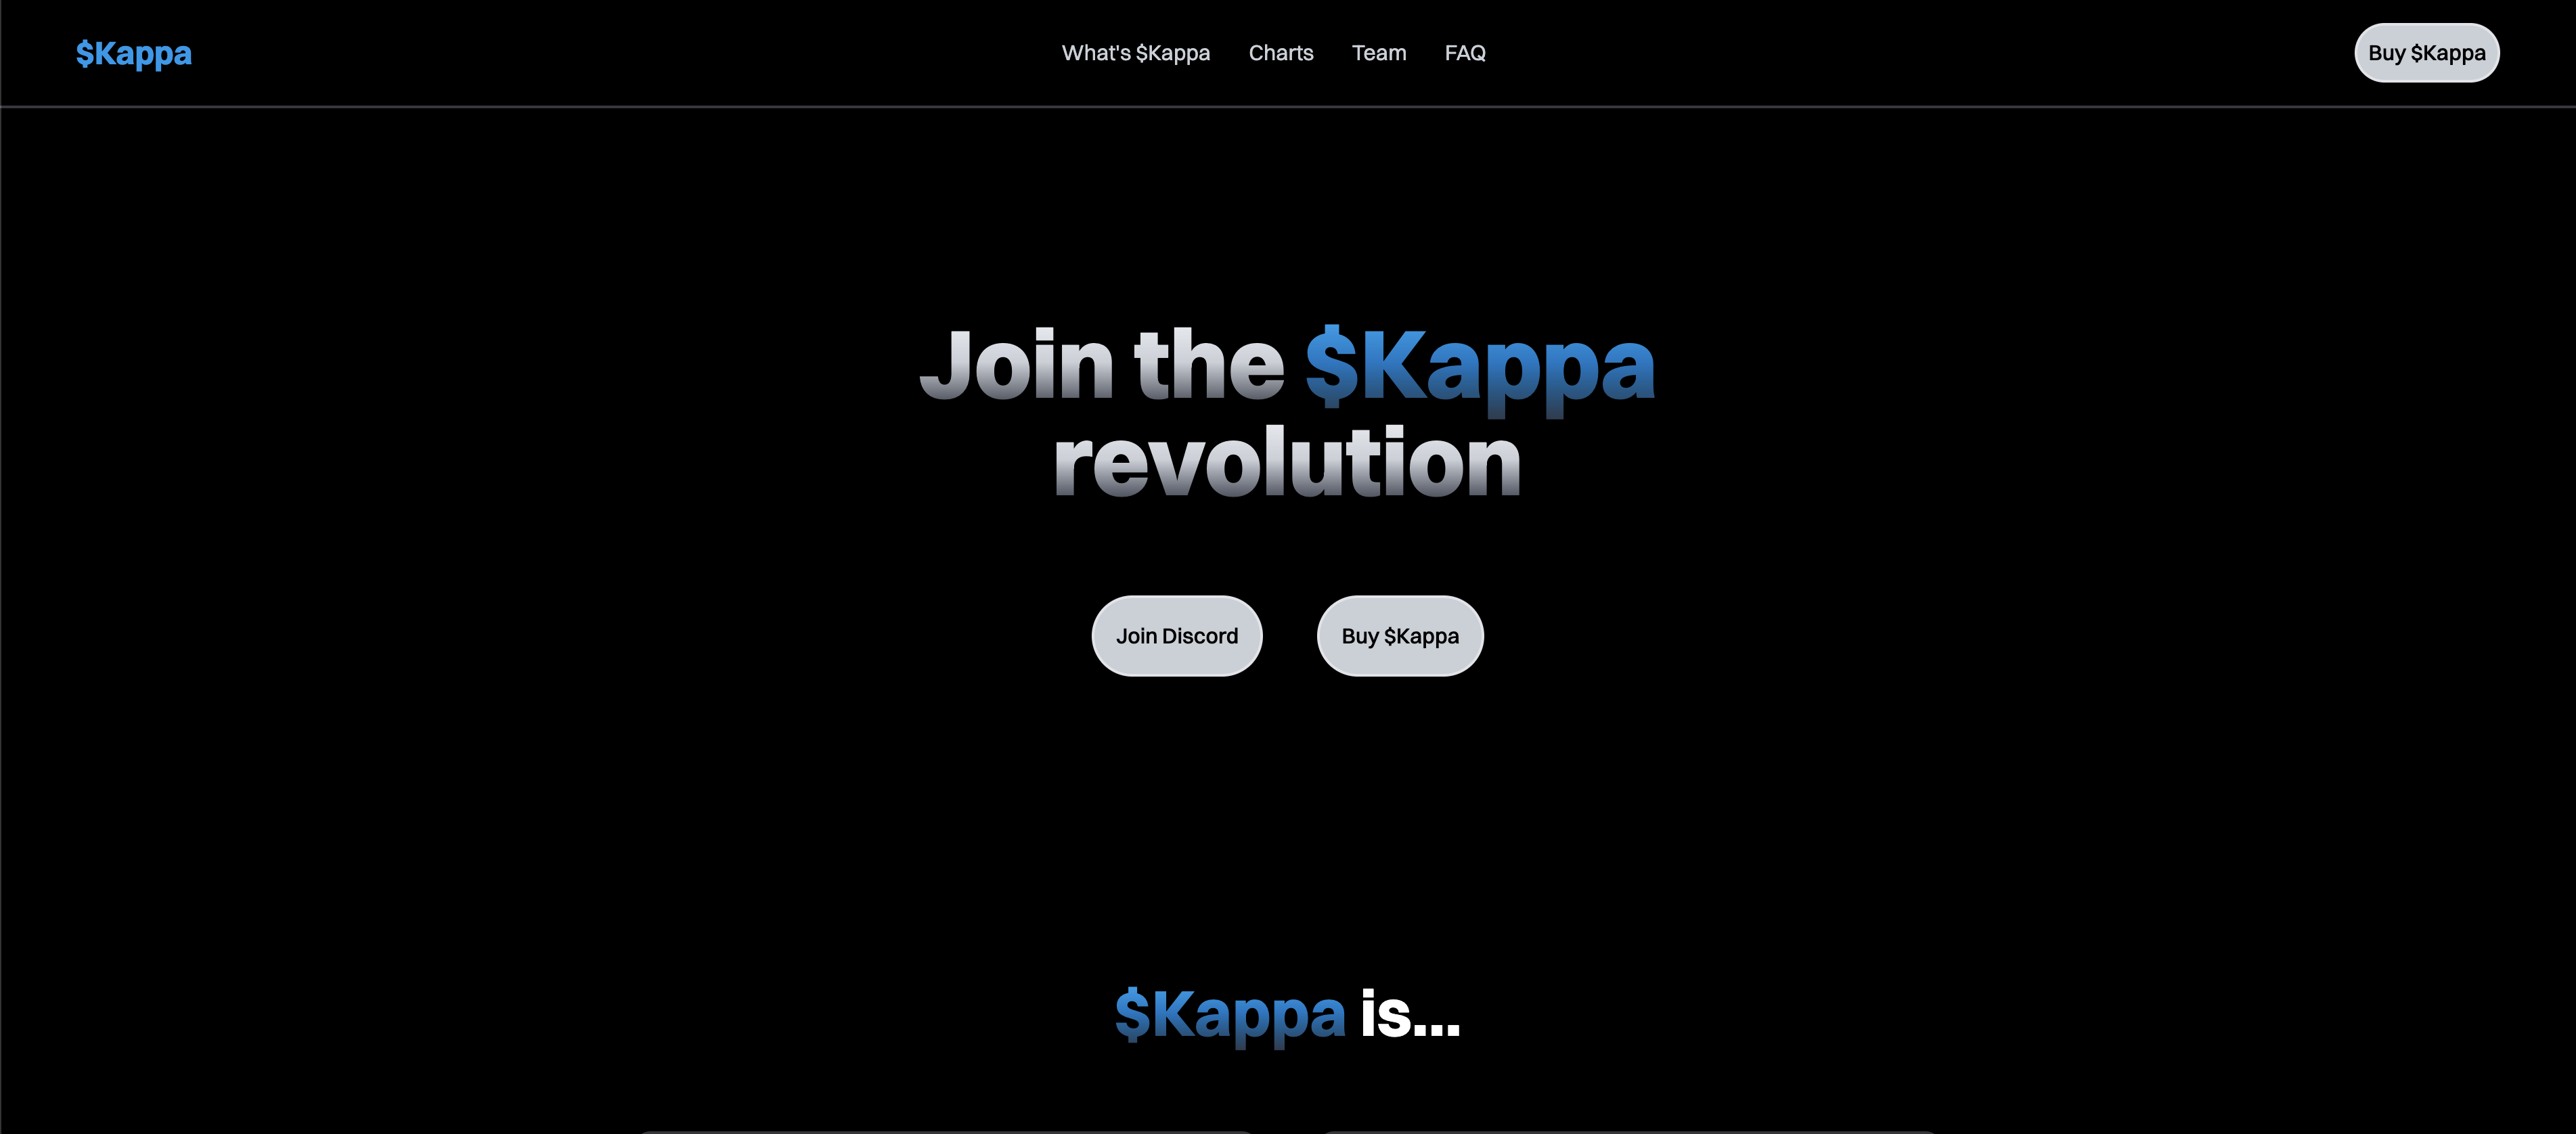 $Kappa
What's $Kappa
Charts
Team
FAQ
Buy $Kappa
Join the $Kappa
revolution
Join Discord
Buy $Kappa
$Kappa is...